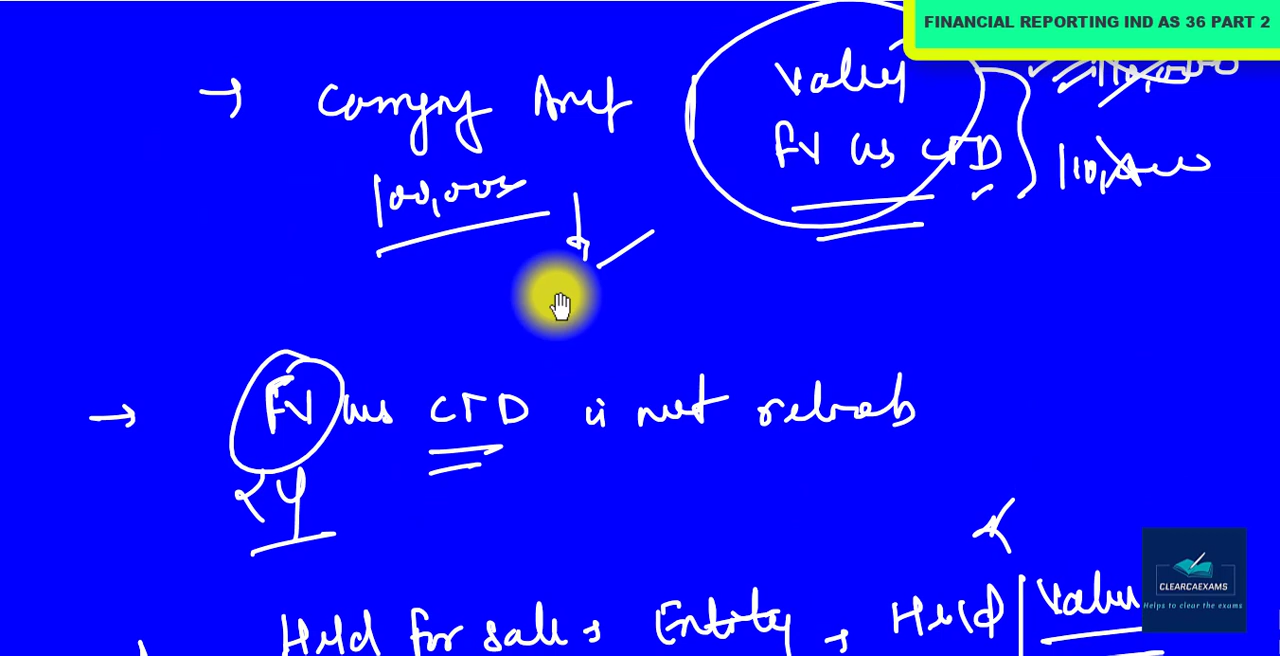 FINANCIAL REPORTING IND AS 36 PART 2
→ Carrying Amt
Value
FV less CTD
110,000
100,000
→ FV less CTD is not reliab
Held for sale → Entity → Held
Value
CLEARCAEXAMS
Helps to clear the exams